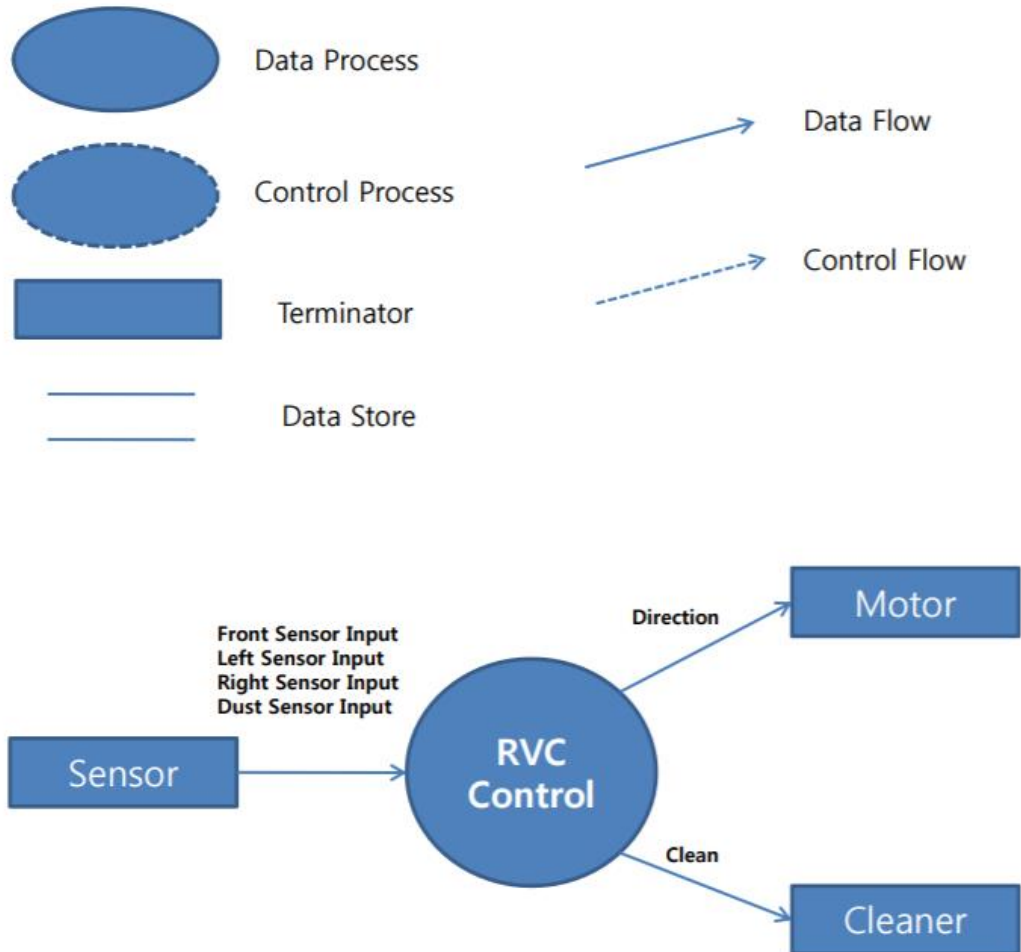 Data Process
Data Flow
Control Process
Control Flow
Terminator
Data Store
Motor
Direction
Front Sensor Input
Left Sensor Input
Right Sensor Input
Dust Sensor Input
Sensor
RVC
Control
Clean
Cleaner